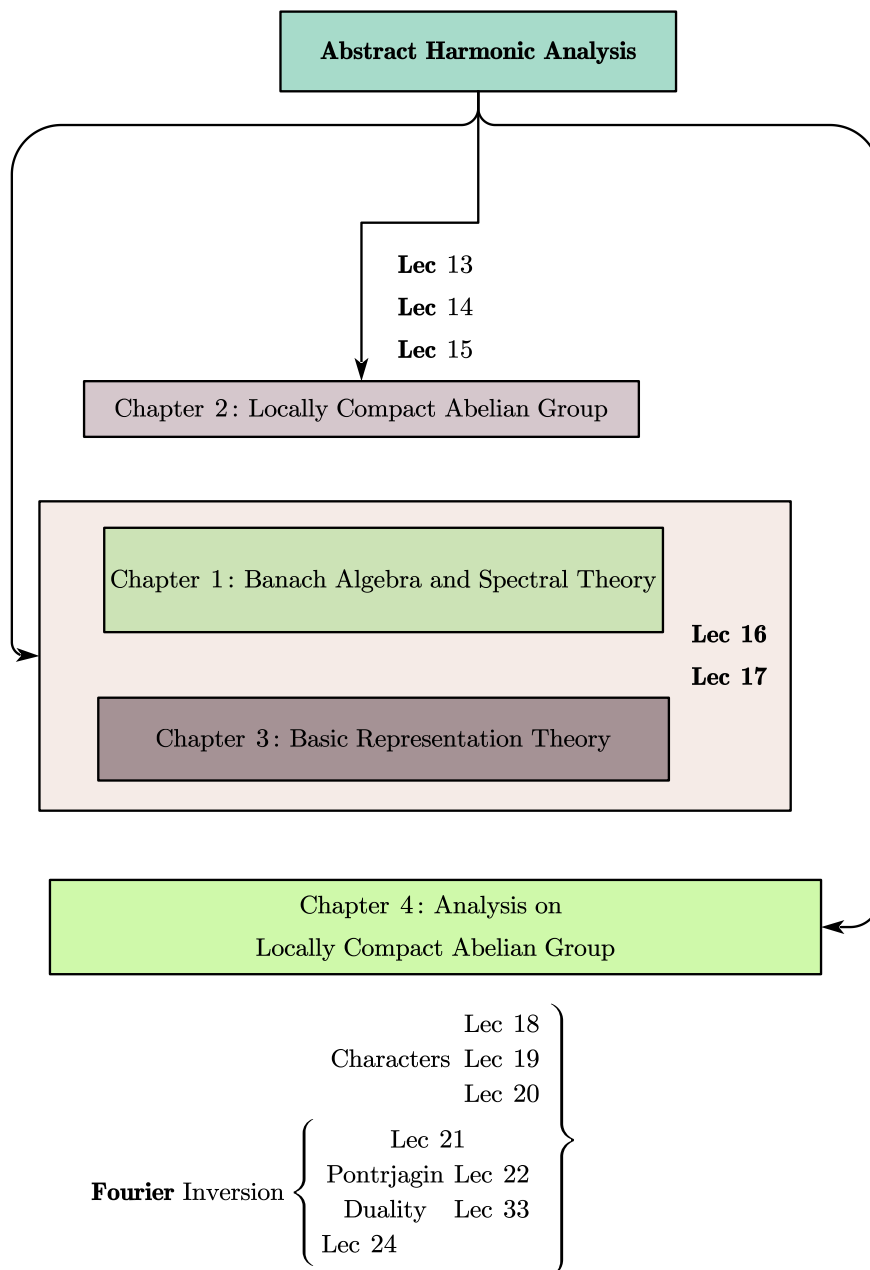 Abstract Harmonic Analysis
Lec 13
Lec 14
Lec 15
Chapter 2: Locally Compact Abelian Group
Chapter 1: Banach Algebra and Spectral Theory
Lec 16
Lec 17
Chapter 3: Basic Representation Theory
Chapter 4: Analysis on
Locally Compact Abelian Group
Lec 18
Characters Lec 19
Lec 20
Lec 21
Pontrjagin Lec 22
Fourier Inversion
Duality Lec 33
Lec 24